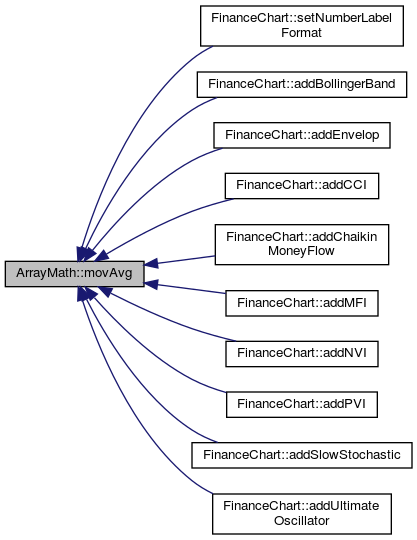 FinanceChart::setNumberLabel
Format
FinanceChart::addBollingerBand
FinanceChart::addEnvelop
FinanceChart::addCCI
FinanceChart::addChaikin
MoneyFlow
ArrayMath::movAvg
FinanceChart::addMFI
FinanceChart::addNVI
FinanceChart::addPVI
FinanceChart::addSlowStochastic
FinanceChart::addUltimate
Oscillator